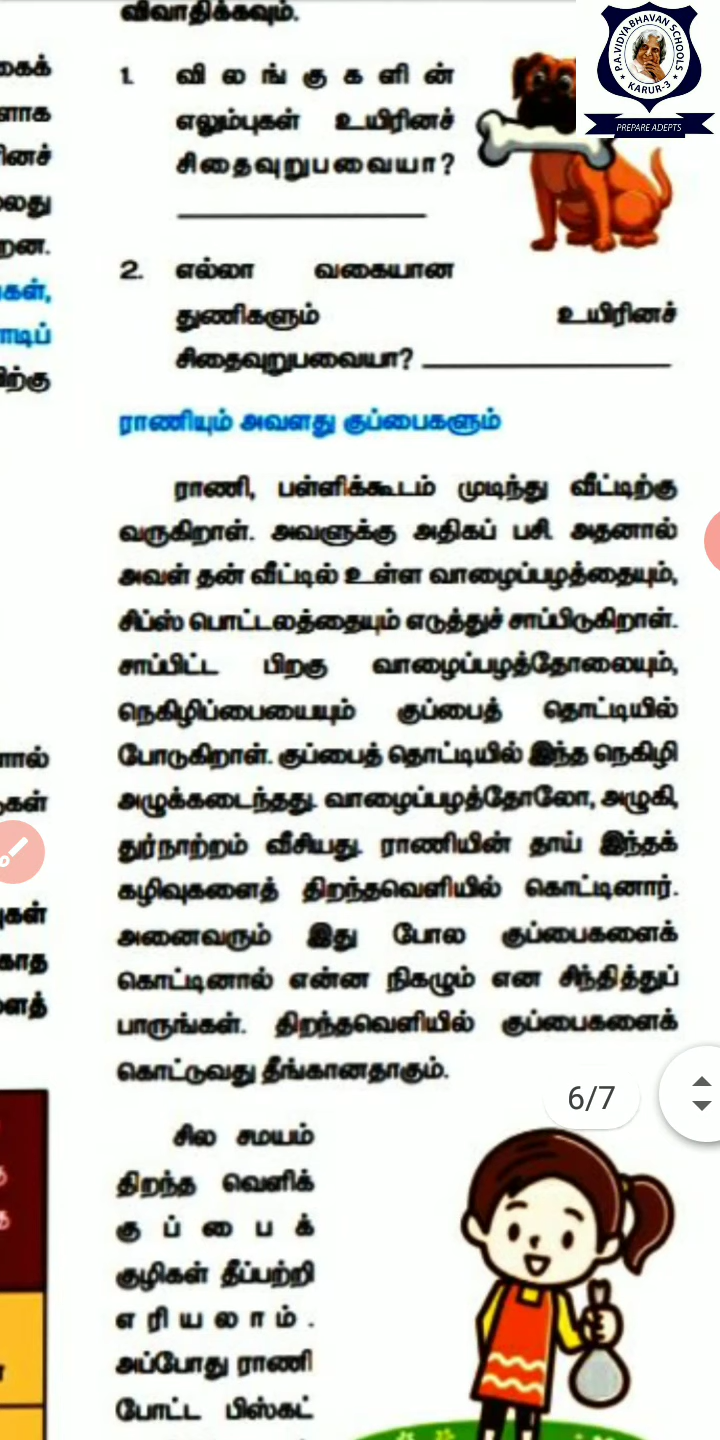 விவாதிக்கவும்.
1. விலங்குகளின்
எலும்புகள் உயிரினச்
சிதைவுறுபவையா?
2. எல்லா வகையான
துணிகளும் உயிரினச்
சிதைவுறுபவையா?
ராணியும் அவளது குப்பைகளும்
ராணி, பள்ளிக்கூடம் முடிந்து வீட்டிற்கு
வருகிறாள். அவளுக்கு அதிகப் பசி. அதனால்
அவள் தன் வீட்டில் உள்ள வாழைப்பழத்தையும்,
சிப்ஸ் பொட்டலத்தையும் எடுத்துச் சாப்பிடுகிறாள்.
சாப்பிட்ட பிறகு வாழைப்பழத்தோலையும்,
நெகிழிப்பையையும் குப்பைத் தொட்டியில்
போடுகிறாள். குப்பைத் தொட்டியில் இந்த நெகிழி
அழுக்கடைந்தது. வாழைப்பழத்தோலோ, அழுகி,
துர்நாற்றம் வீசியது. ராணியின் தாய் இந்தக்
கழிவுகளைத் திறந்தவெளியில் கொட்டினார்.
அனைவரும் இது போல குப்பைகளைக்
கொட்டினால் என்ன நிகழும் என சிந்தித்துப்
பாருங்கள். திறந்தவெளியில் குப்பைகளைக்
கொட்டுவது தீங்கானதாகும்.
சில சமயம்
திறந்த வெளிக்
குப்பைக்
குழிகள் தீப்பற்றி
எரியலாம்.
அப்போது ராணி
போட்ட பிஸ்கட்
P.A.VIDYABHAVAN SCHOOLS
KARUR-3
PREPARE ADEPTS
6/7